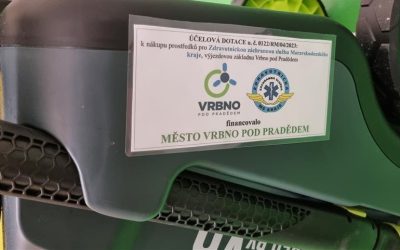 ÚČELOVÁ DOTACE u. č. 0121/RM/04/2023:
k nákupu prostředků pro Zdravotnickou záchrannou službu Moravskoslezského
kraje, výjezdovou základnu Vrbno pod Pradědem
VRBNO
POD PRADĚDEM
financovalo
MĚSTO VRBNO POD PRADĚDEM